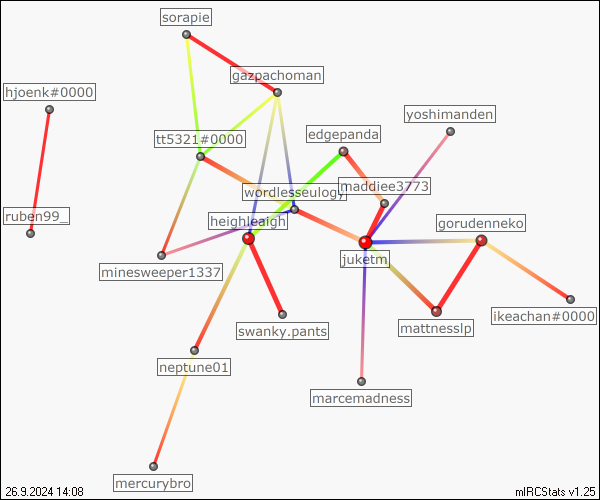 sorapie
gazpachoman
hjoenk#0000
yoshimanden
edgepanda
tt5321#0000
maddiee3773
wordlesseulogy
ruben99_
heighleaigh
gorudenneko
juketm
minesweeper1337
ikeachan#0000
swanky.pants
mattnesslp
neptune01
marcemadness
mercurybro
26.9.2024 14:08
mIRCStats v1.25